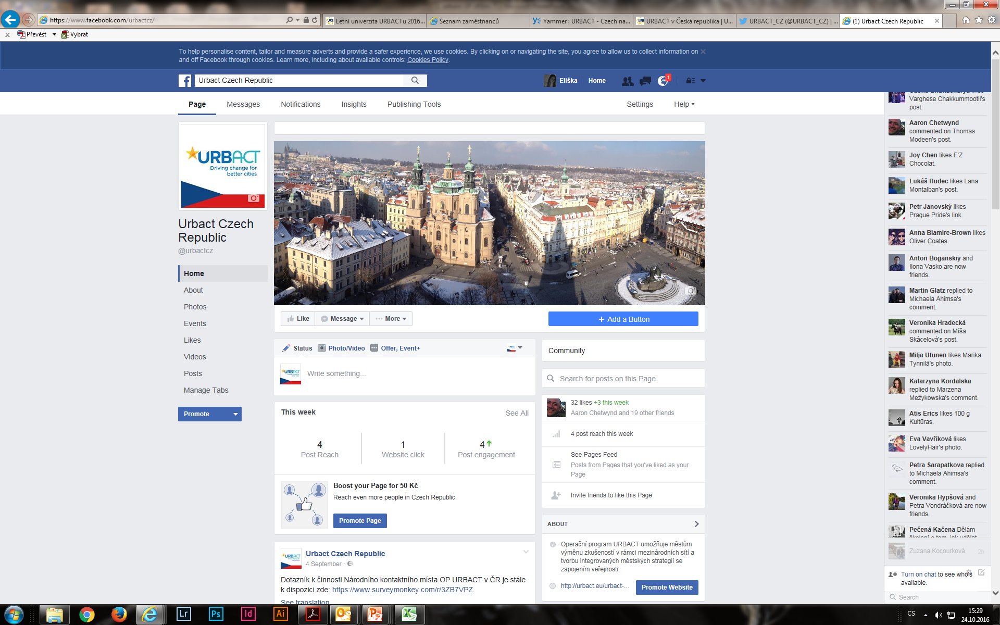 https://www.facebook.com/urbactcz/
Letní univerzita URBACTu 2016...
Seznam zaměstnanců
Yammer : URBACT - Czech na...
URBACT v Česká republika | U...
URBACT_CZ (@URBACT_CZ) | ...
(1) Urbact Czech Republic
x Převést
Vybrat
To help personalise content, tailor and measure adverts and provide a safer experience, we use cookies. By clicking on or navigating the site, you agree to allow us to collect information on
and off Facebook through cookies. Learn more, including about available controls: Cookies Policy.
Urbact Czech Republic
Eliška
Home
1
Page
Messages
Notifications
Insights
Publishing Tools
Settings
Help
URBACT
Driving change for
better cities
Urbact Czech
Republic
@urbactcz
Home
About
Photos
Events
Likes
Videos
Posts
Manage Tabs
Promote
Like
Message
More
+ Add a Button
Status
Photo/Video
Offer, Event+
URBACT
Write something...
This week
See All
4
Post Reach
1
Website click
4
Post engagement
Boost your Page for 50 Kč
Reach even more people in Czech Republic
Promote Page
URBACT
Urbact Czech Republic
4 September ·
Dotazník k činnosti Národního kontaktního místa OP URBACT v ČR je stále
k dispozici zde: https://www.surveymonkey.com/r/3ZB7VPZ.
See translation
Community
Search for posts on this Page
32 likes +3 this week
Aaron Chetwynd and 19 other friends
4 post reach this week
See Pages Feed
Posts from Pages that you've liked as your
Page
Invite friends to like this Page
ABOUT
Operační program URBACT umožňuje městům
výměnu zkušeností v rámci mezinárodních sítí a
tvorbu integrovaných městských strategií se
zapojením veřejnosti.
http://urbact.eu/urbact-...
Promote Website
Varghese Chakkummootil's
post.
Aaron Chetwynd
commented on Thomas
Modeen's post.
Joy Chen likes E'Z
Chocolat.
Lukáš Hudec likes Lana
Montalban's post.
Petr Janovský likes
Prague Pride's link.
Anna Blamire-Brown likes
Oliver Coates.
Anton Boganskiy and
Ilona Vasko are now
friends.
Martin Glatz replied to
Michaela Ahimsa's
comment.
Veronika Hradecká
commented on Míša
Skácelová's post.
Milja Utunen likes Marika
Tynnilä's photo.
Katarzyna Kordalska
replied to Marzena
Meżykowska's comment.
Atis Erics likes 100 g
Kultūras.
Eva Vavříková likes
LovelyHair's photo.
Petra Sarapatkova replied
to Michaela Ahimsa's
comment.
Veronika Hypšová and
Petra Vondráčková are now
friends.
Pečená Kačena Dělám
Zuzana Kocourková
2h
Turn on chat to see who's
available.
Search
Lr
Ps
Id
Ai
CS
15:29
24.10.2016